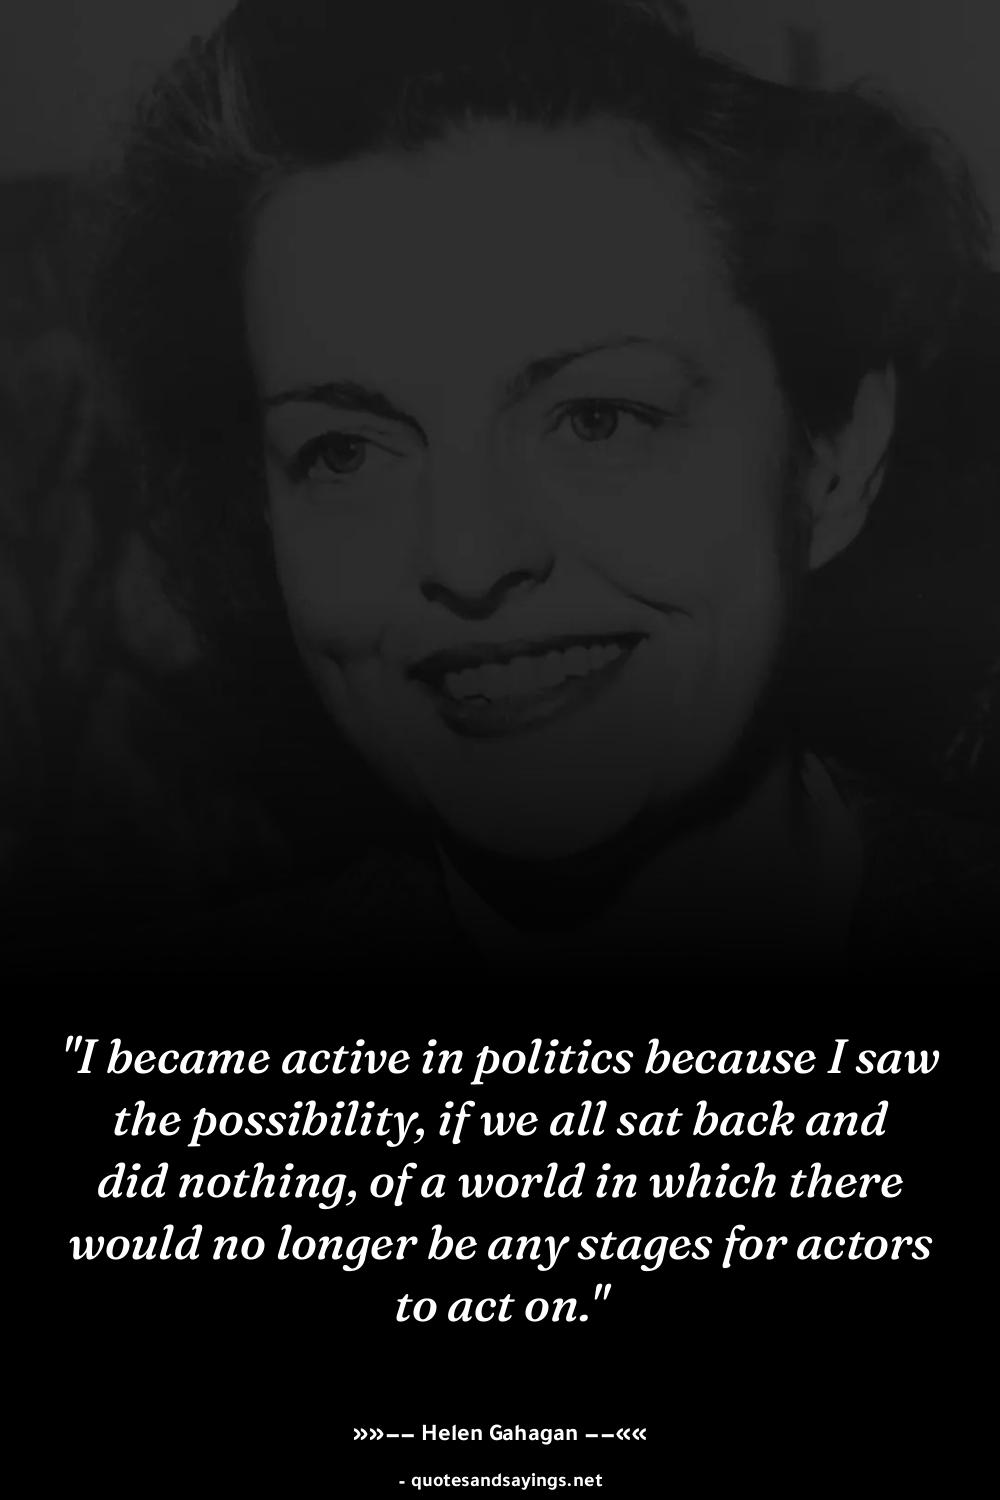 "I became active in politics because I saw
the possibility, if we all sat back and
did nothing, of a world in which there
would no longer be any stages for actors
to act on."
»»–– Helen Gahagan ––««
- quotesandsayings.net